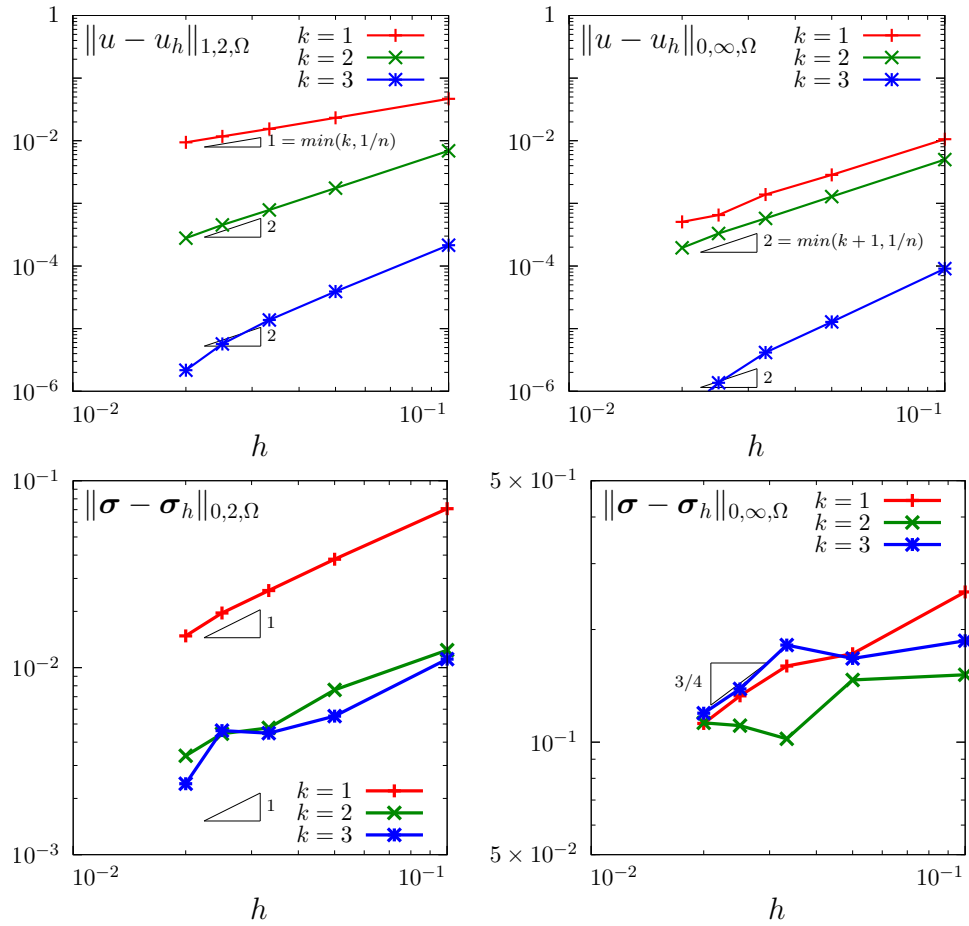 ‖u − u_h‖_{1,2,Ω}
k = 1
k = 2
k = 3
1
10^{−2}
10^{−4}
10^{−6}
1 = min(k, 1/n)
2
2
10^{−2}
10^{−1}
h
‖u − u_h‖_{0,∞,Ω}
k = 1
k = 2
k = 3
1
10^{−2}
10^{−4}
10^{−6}
2 = min(k + 1, 1/n)
2
10^{−2}
10^{−1}
h
‖σ − σ_h‖_{0,2,Ω}
10^{−1}
10^{−2}
10^{−3}
1
1
k = 1
k = 2
k = 3
10^{−2}
10^{−1}
h
‖σ − σ_h‖_{0,∞,Ω}
k = 1
k = 2
k = 3
5 × 10^{−1}
3/4
10^{−1}
5 × 10^{−2}
10^{−2}
10^{−1}
h